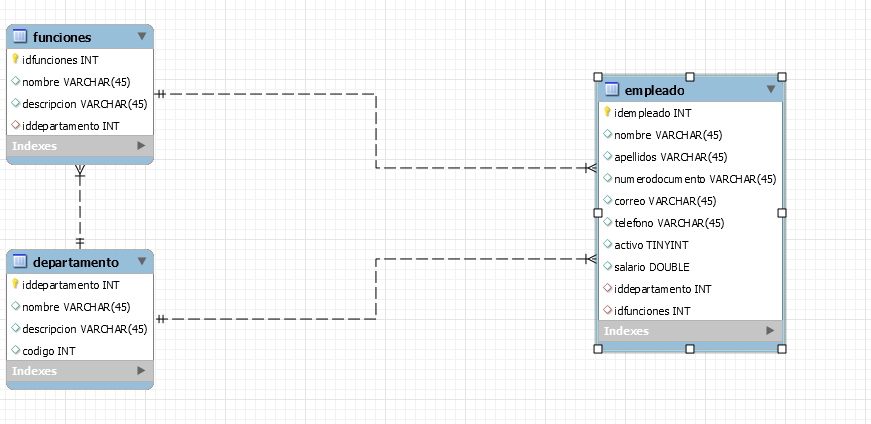 funciones
idfunciones INT
nombre VARCHAR(45)
descripcion VARCHAR(45)
iddepartamento INT
Indexes
departamento
iddepartamento INT
nombre VARCHAR(45)
descripcion VARCHAR(45)
codigo INT
Indexes
empleado
idempleado INT
nombre VARCHAR(45)
apellidos VARCHAR(45)
numerodocumento VARCHAR(45)
correo VARCHAR(45)
telefono VARCHAR(45)
activo TINYINT
salario DOUBLE
iddepartamento INT
idfunciones INT
Indexes